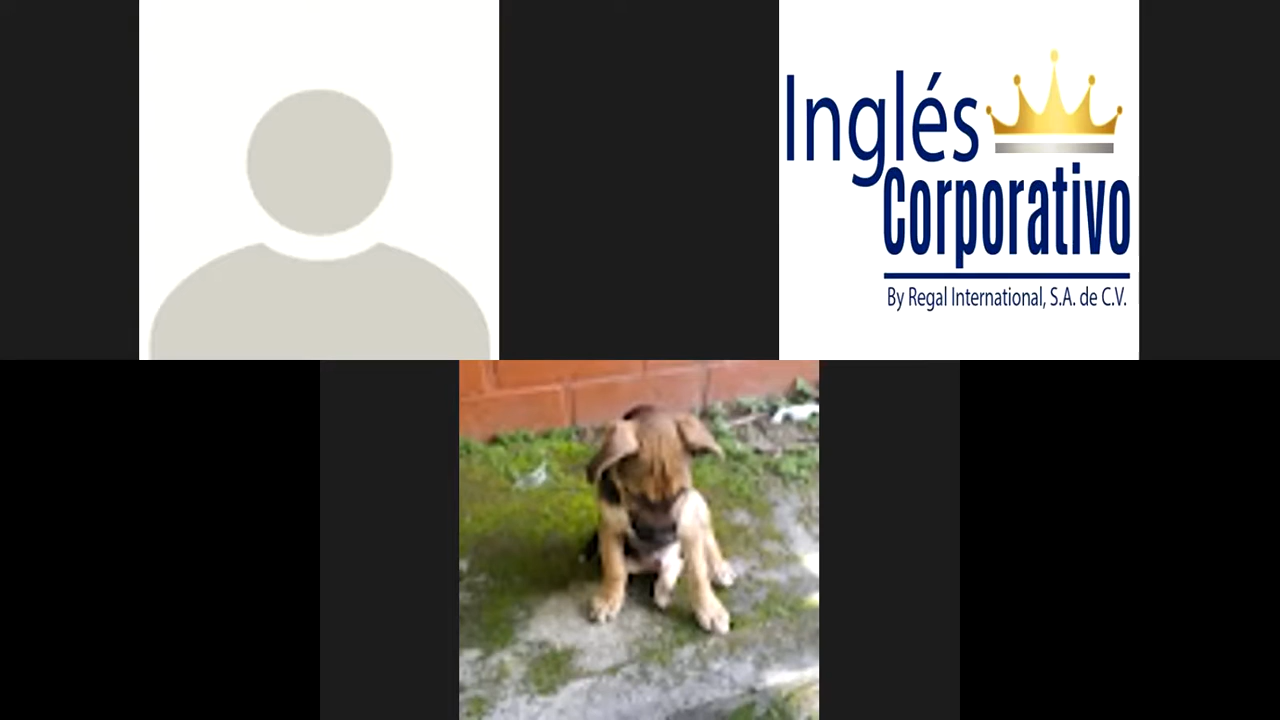 Inglés
Corporativo
By Regal International, S.A. de C.V.